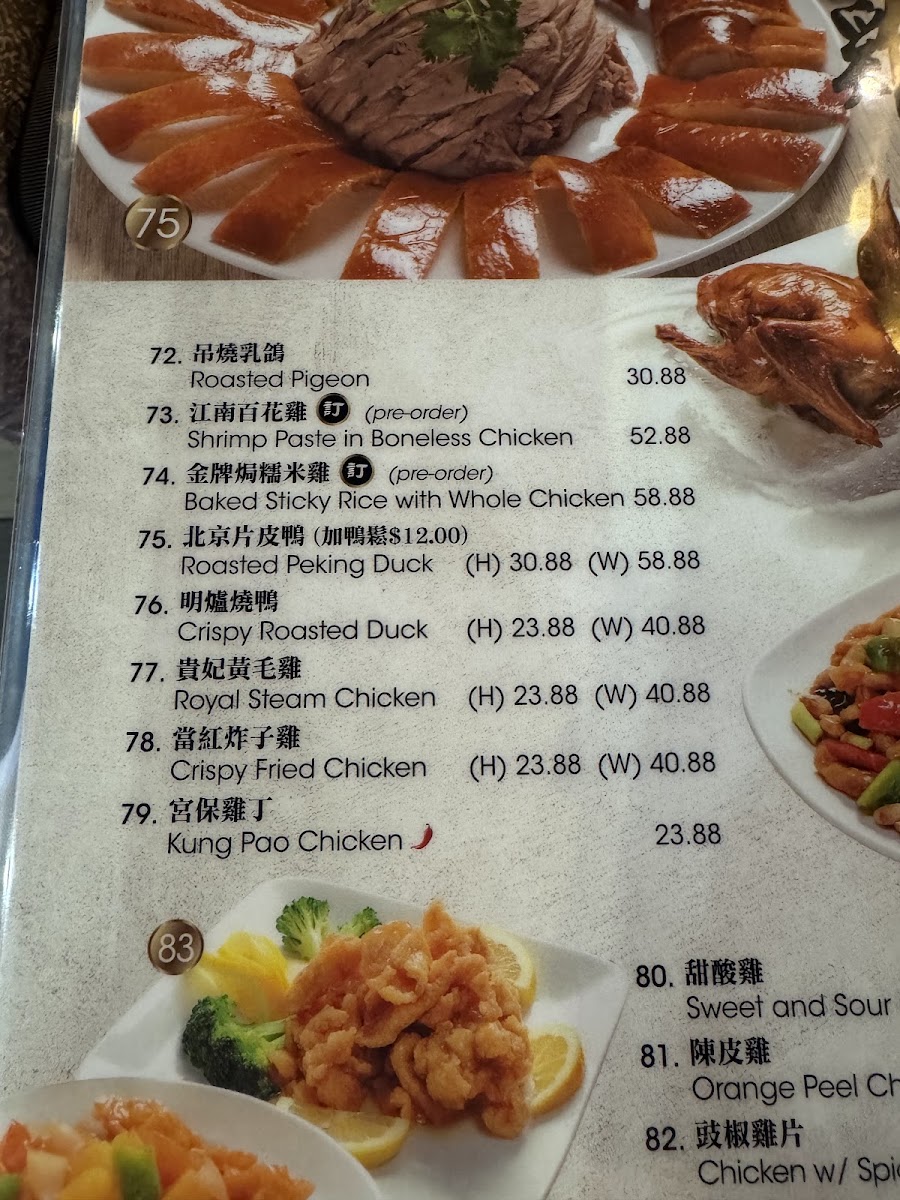 75
72. 吊燒乳鴿
Roasted Pigeon 30.88
73. 江南百花雞 訂 (pre-order)
Shrimp Paste in Boneless Chicken 52.88
74. 金牌焗糯米雞 訂 (pre-order)
Baked Sticky Rice with Whole Chicken 58.88
75. 北京片皮鴨 (加鴨鬆$12.00)
Roasted Peking Duck (H) 30.88 (W) 58.88
76. 明爐燒鴨
Crispy Roasted Duck (H) 23.88 (W) 40.88
77. 貴妃黃毛雞
Royal Steam Chicken (H) 23.88 (W) 40.88
78. 當紅炸子雞
Crispy Fried Chicken (H) 23.88 (W) 40.88
79. 宮保雞丁
Kung Pao Chicken 23.88
83
80. 甜酸雞
Sweet and Sour
81. 陳皮雞
Orange Peel Ch
82. 豉椒雞片
Chicken w/ Spi